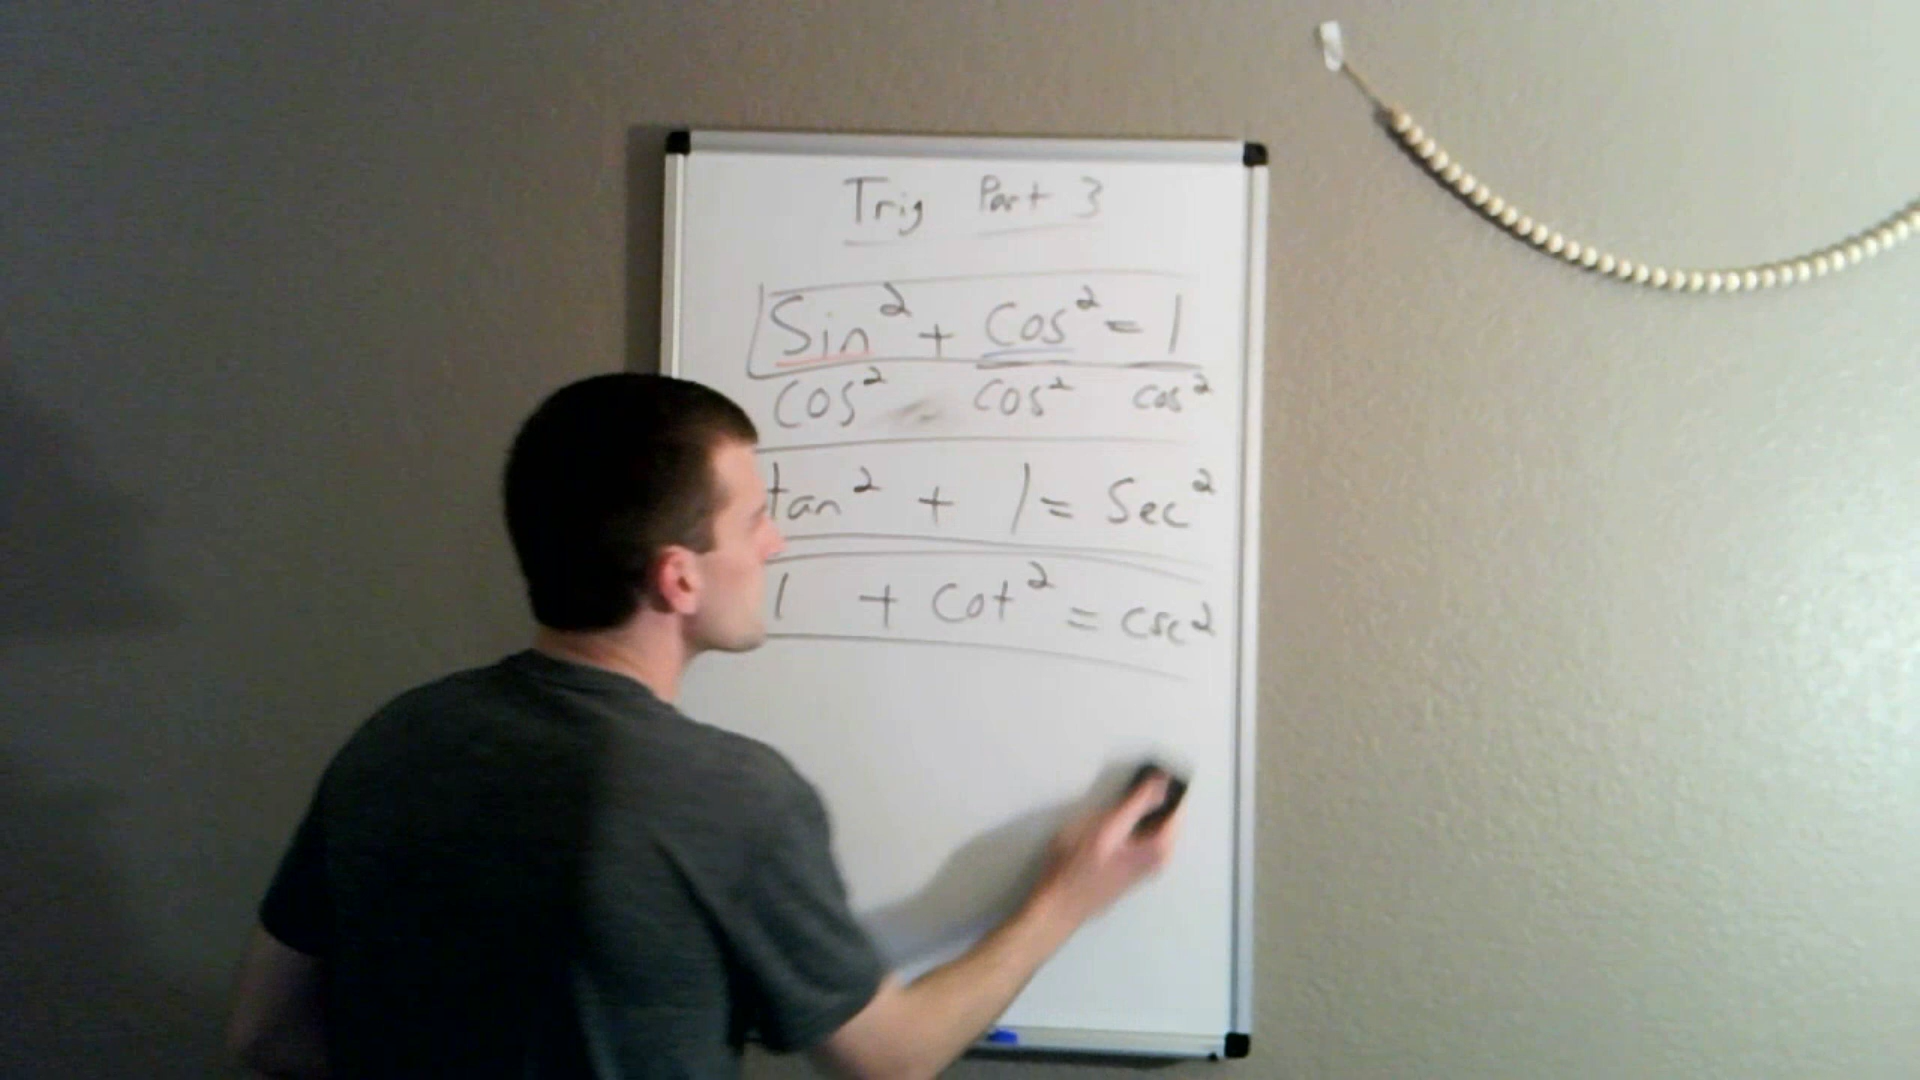 Trig Part 3
Sin² + Cos² = 1
Cos² Cos² Cos²
tan² + 1 = Sec²
1 + Cot² = Csc²